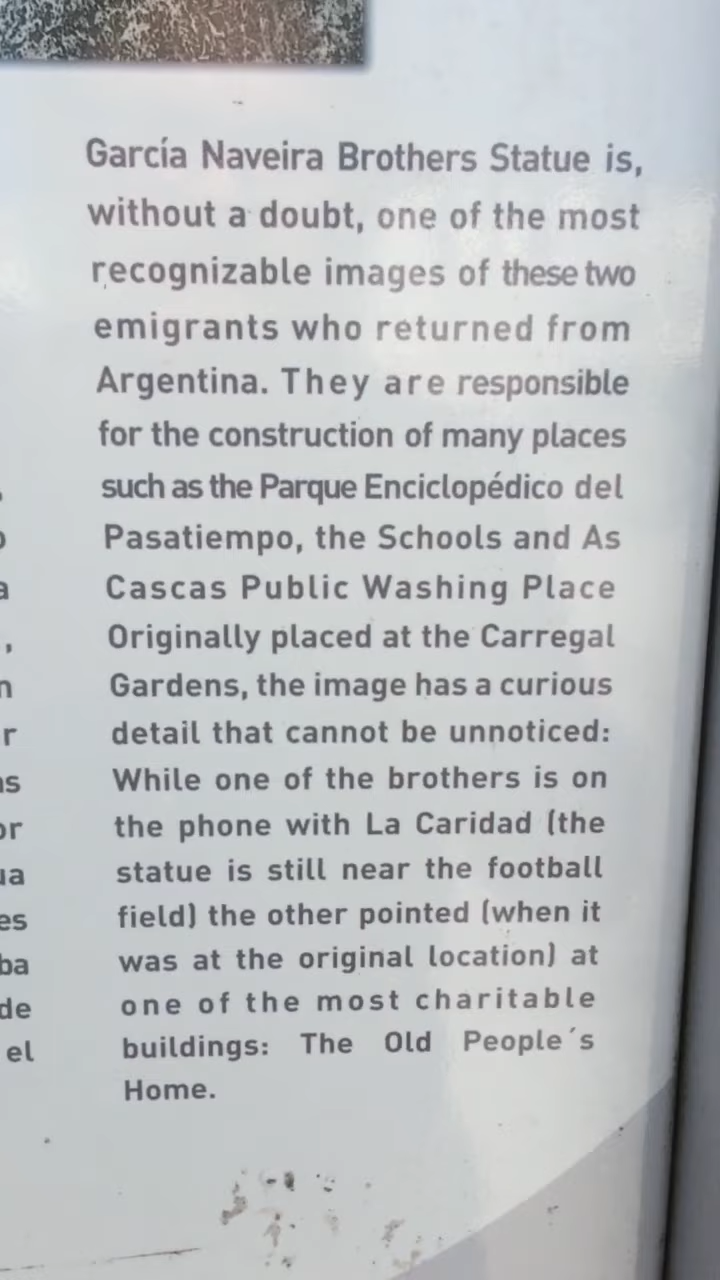 García Naveira Brothers Statue is,
without a doubt, one of the most
recognizable images of these two
emigrants who returned from
Argentina. They are responsible
for the construction of many places
such as the Parque Enciclopédico del
Pasatiempo, the Schools and As
Cascas Public Washing Place
Originally placed at the Carregal
Gardens, the image has a curious
detail that cannot be unnoticed:
While one of the brothers is on
the phone with La Caridad (the
statue is still near the football
field) the other pointed (when it
was at the original location) at
one of the most charitable
buildings: The Old People´s
Home.
de
el